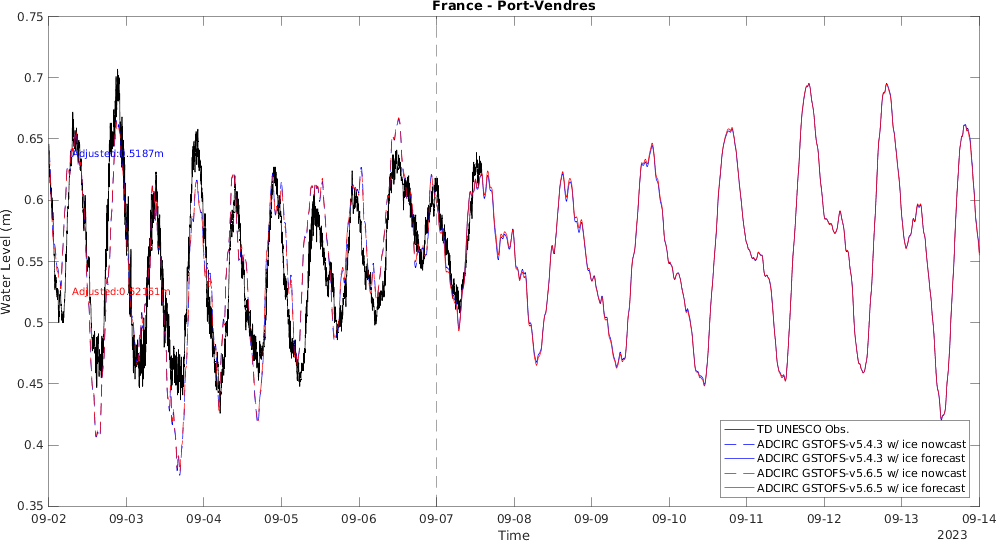 France - Port-Vendres
0.75
0.7
0.65
0.6
0.55
0.5
0.45
0.4
0.35
Water Level (m)
Adjusted:0.5187m
TD UNESCO Obs.
ADCIRC GSTOFS-v5.4.3 w/ ice nowcast
ADCIRC GSTOFS-v5.4.3 w/ ice forecast
ADCIRC GSTOFS-v5.6.5 w/ ice nowcast
ADCIRC GSTOFS-v5.6.5 w/ ice forecast
09-02 09-03 09-04 09-05 09-06 09-07 09-08 09-09 09-10 09-11 09-12 09-13 09-14
Time
2023